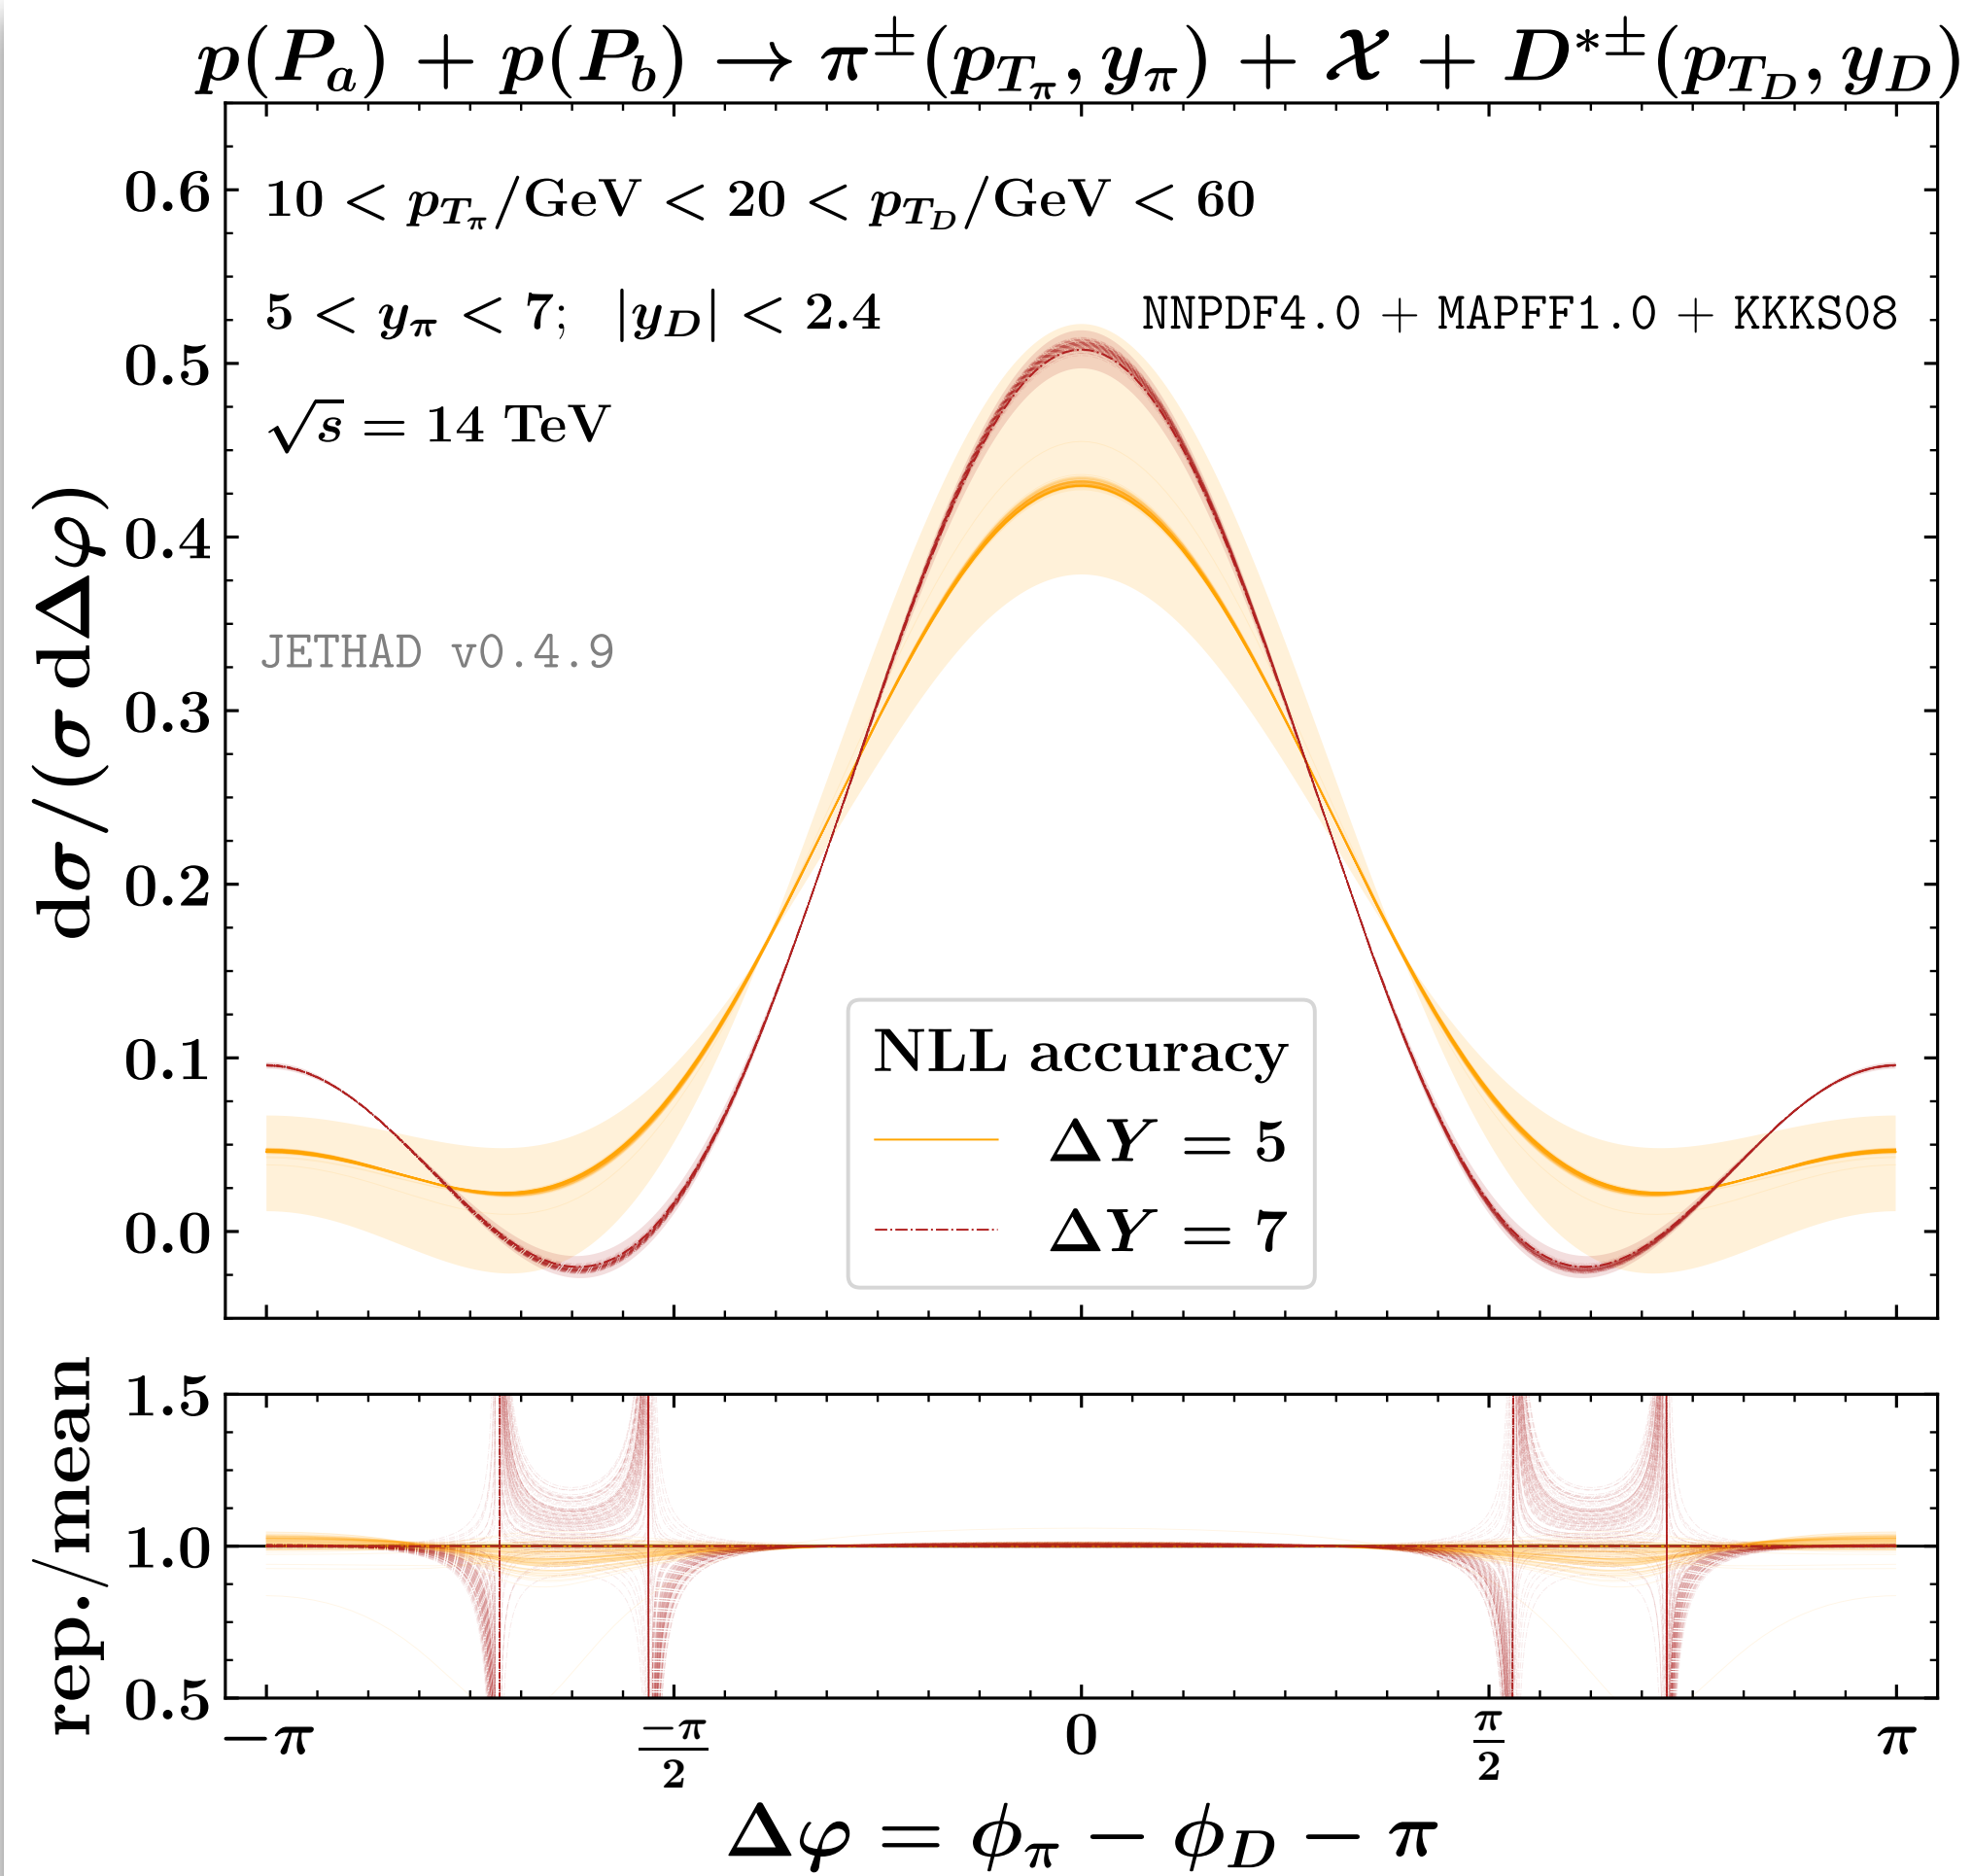 p(Pₐ) + p(P_b) → π^±(p_{T_π}, y_π) + 𝒳 + D^{*±}(p_{T_D}, y_D)
10 < p_{T_π}/GeV < 20 < p_{T_D}/GeV < 60
5 < y_π < 7; |y_D| < 2.4
NNPDF4.0 + MAPFF1.0 + KKKS08
√s = 14 TeV
JETHAD v0.4.9
dσ/(σ dΔφ)
0.6
0.5
0.4
0.3
0.2
0.1
0.0
NLL accuracy
ΔY = 5
ΔY = 7
rep./mean
1.5
1.0
0.5
−π
−π/2
0
π/2
π
Δφ = ϕ_π − ϕ_D − π